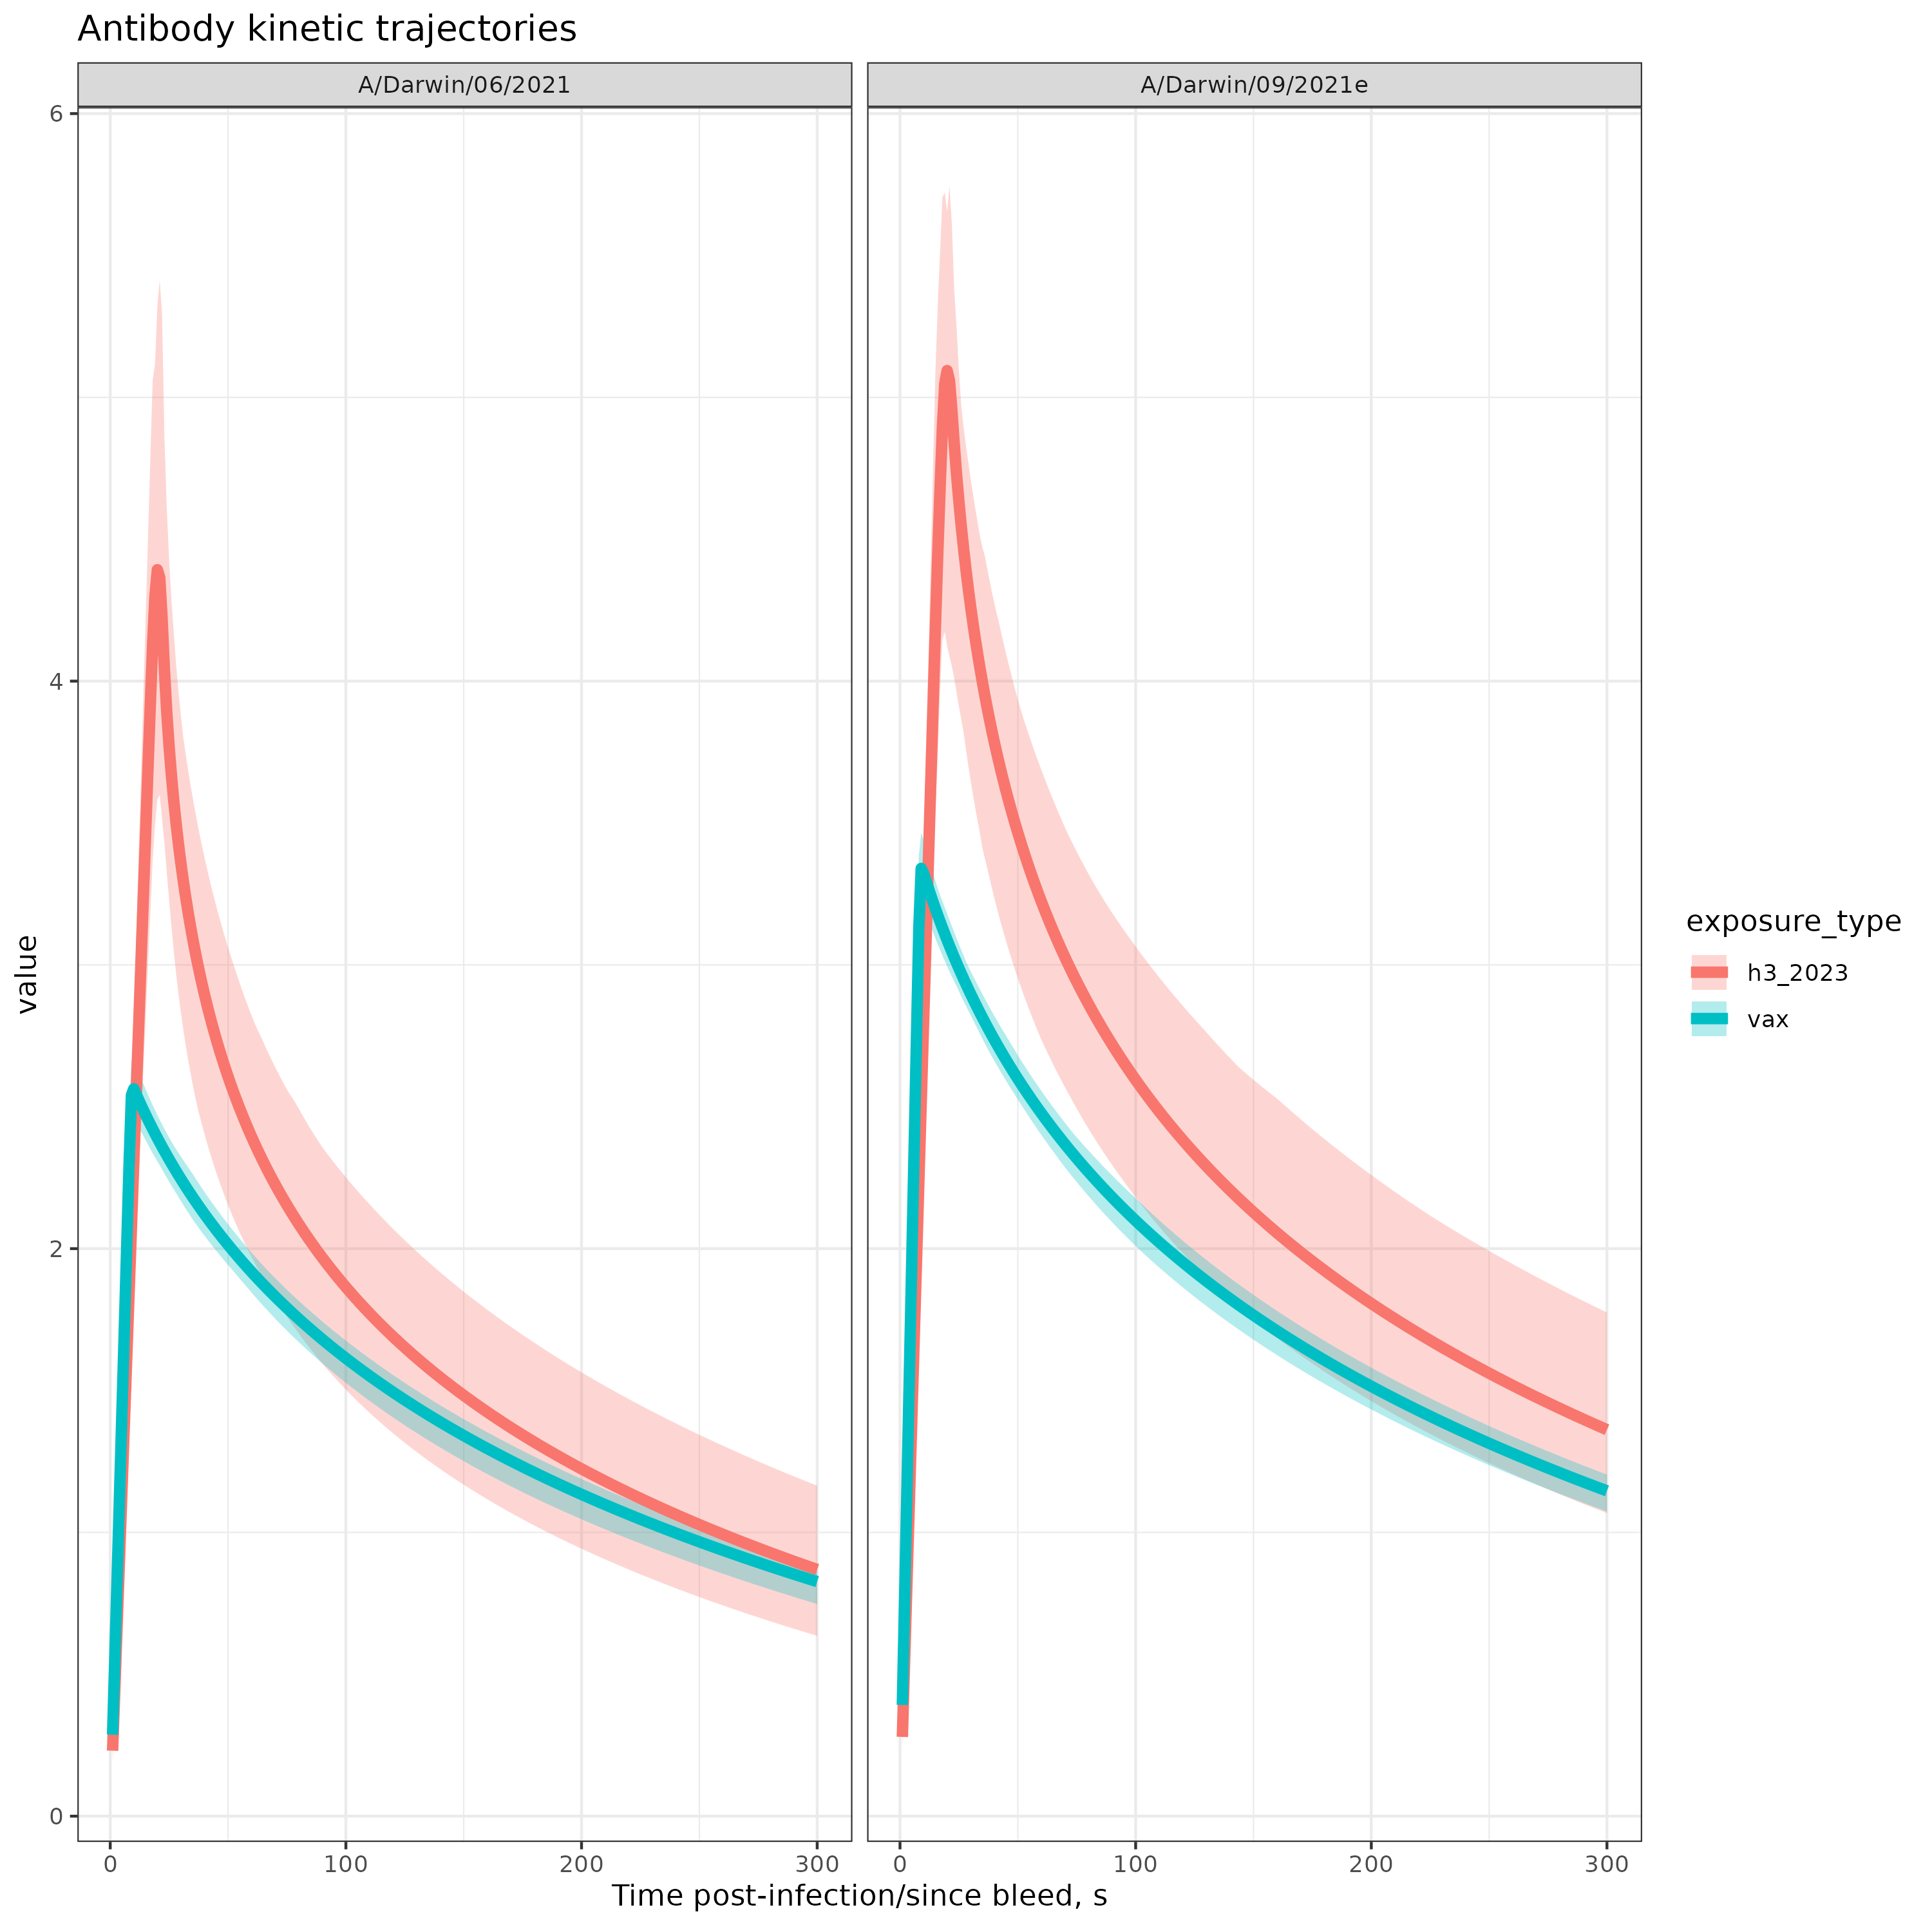 Antibody kinetic trajectories
A/Darwin/06/2021
A/Darwin/09/2021e
6
4
2
0
value
0
100
200
300
0
100
200
300
Time post-infection/since bleed, s
exposure_type
h3_2023
vax